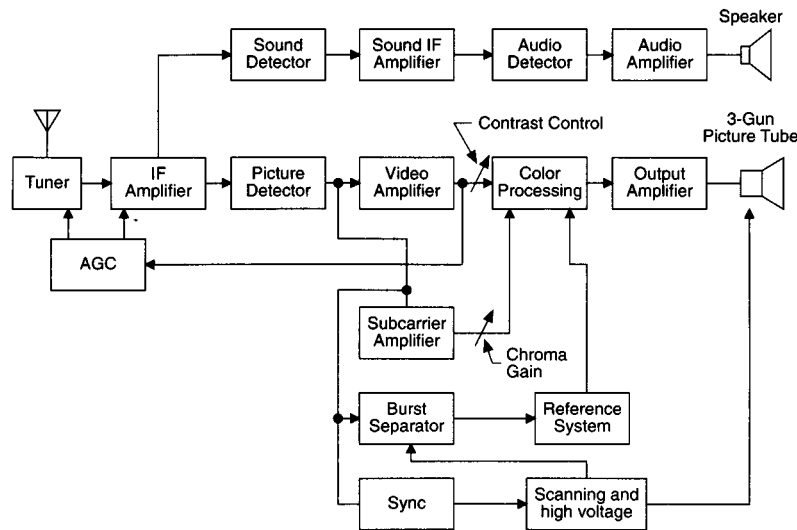 Speaker
Sound
Detector
Sound IF
Amplifier
Audio
Detector
Audio
Amplifier
3-Gun
Picture Tube
Contrast Control
Tuner
IF
Amplifier
Picture
Detector
Video
Amplifier
Color
Processing
Output
Amplifier
AGC
Subcarrier
Amplifier
Chroma
Gain
Burst
Separator
Reference
System
Sync
Scanning and
high voltage